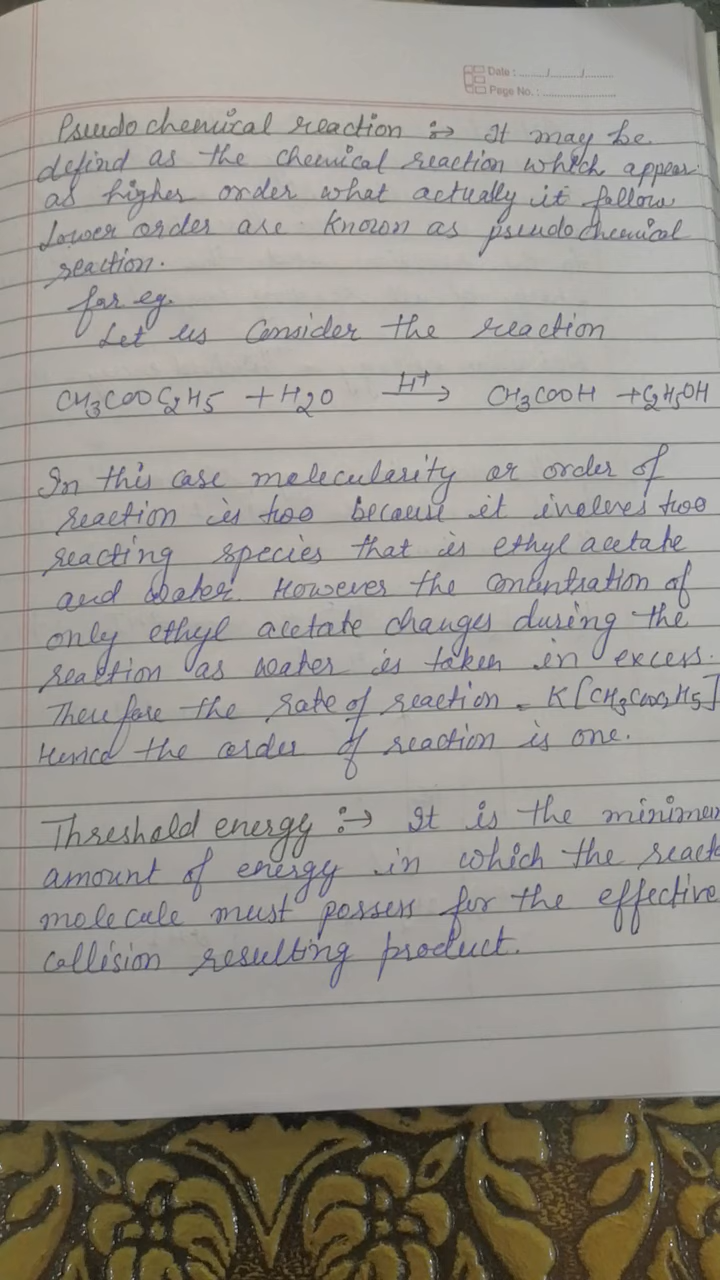 Date : ....../......./.......
Page No. : ....................
Pseudo chemical reaction :→ It may be
defind as the chemical reaction which appear
as higher order what actually it follow
lower order are known as pseudo chemical
reaction.
for eg.
Let us Consider the reaction
CH3COOC2H5 + H2O H+→ CH3COOH + C2H5OH
In this case molecularity or order of
reaction is two because it involves two
reacting species that is ethyl acetate
and water. However the concentration of
only ethyl acetate changes during the
reaction as water is taken in excess.
Therefore the rate of reaction = K[CH3COOC2H5]
Hence the order of reaction is one.
Threshold energy :→ It is the minimum
amount of energy in which the reacta
molecule must possess for the effective
collision resulting product.